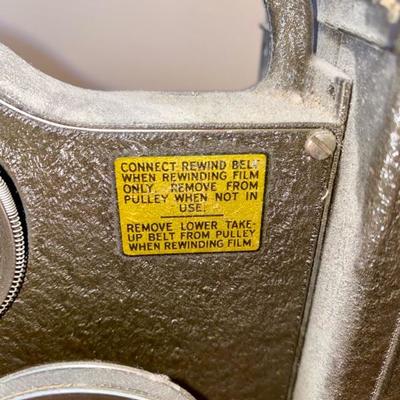 CONNECT REWIND BELT
WHEN REWINDING FILM
ONLY. REMOVE FROM
PULLEY WHEN NOT IN
USE.
REMOVE LOWER TAKE-
UP BELT FROM PULLEY
WHEN REWINDING FILM